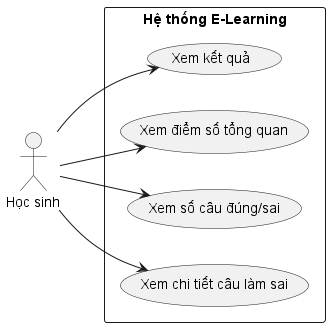 Hệ thống E-Learning
Xem kết quả
Xem điểm số tổng quan
Học sinh
Xem số câu đúng/sai
Xem chi tiết câu làm sai